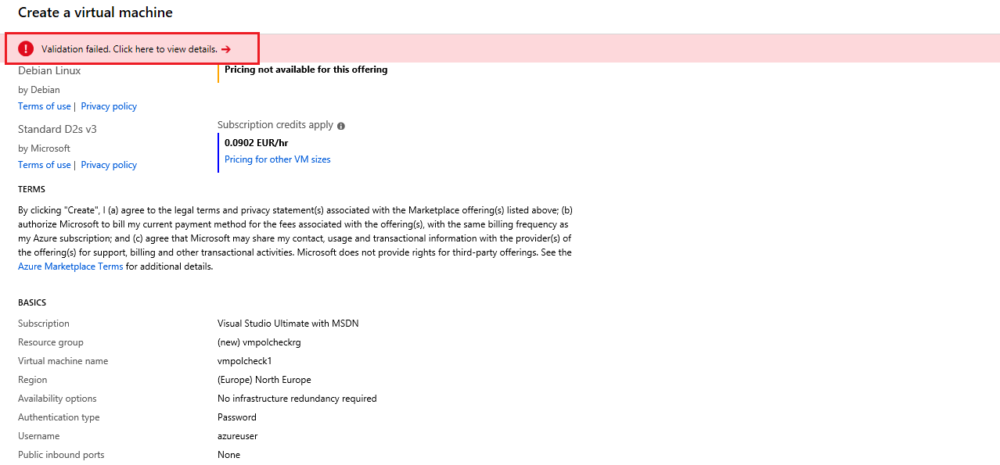 Create a virtual machine
Validation failed. Click here to view details. →
Debian Linux
Pricing not available for this offering
by Debian
Terms of use | Privacy policy
Standard D2s v3
Subscription credits apply
by Microsoft
0.0902 EUR/hr
Terms of use | Privacy policy
Pricing for other VM sizes
TERMS
By clicking "Create", I (a) agree to the legal terms and privacy statement(s) associated with the Marketplace offering(s) listed above; (b)
authorize Microsoft to bill my current payment method for the fees associated with the offering(s), with the same billing frequency as
my Azure subscription; and (c) agree that Microsoft may share my contact, usage and transactional information with the provider(s) of
the offering(s) for support, billing and other transactional activities. Microsoft does not provide rights for third-party offerings. See the
Azure Marketplace Terms for additional details.
BASICS
Subscription Visual Studio Ultimate with MSDN
Resource group (new) vmpolcheckrg
Virtual machine name vmpolcheck1
Region (Europe) North Europe
Availability options No infrastructure redundancy required
Authentication type Password
Username azureuser
Public inbound ports None